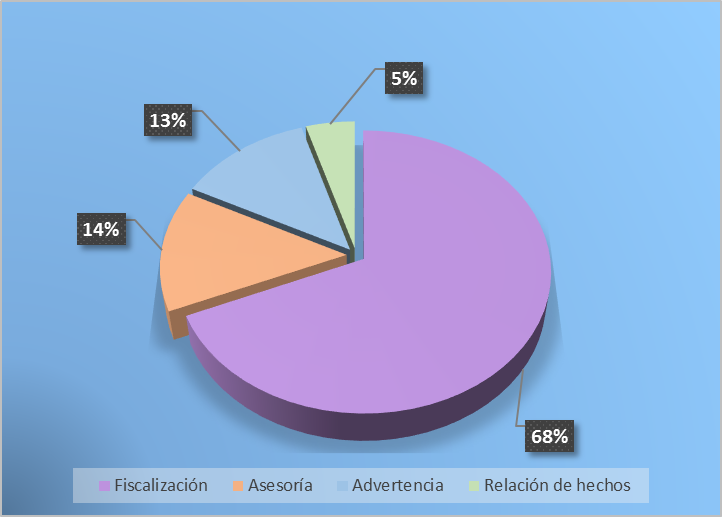 5%
13%
14%
68%
Fiscalización Asesoría Advertencia Relación de hechos